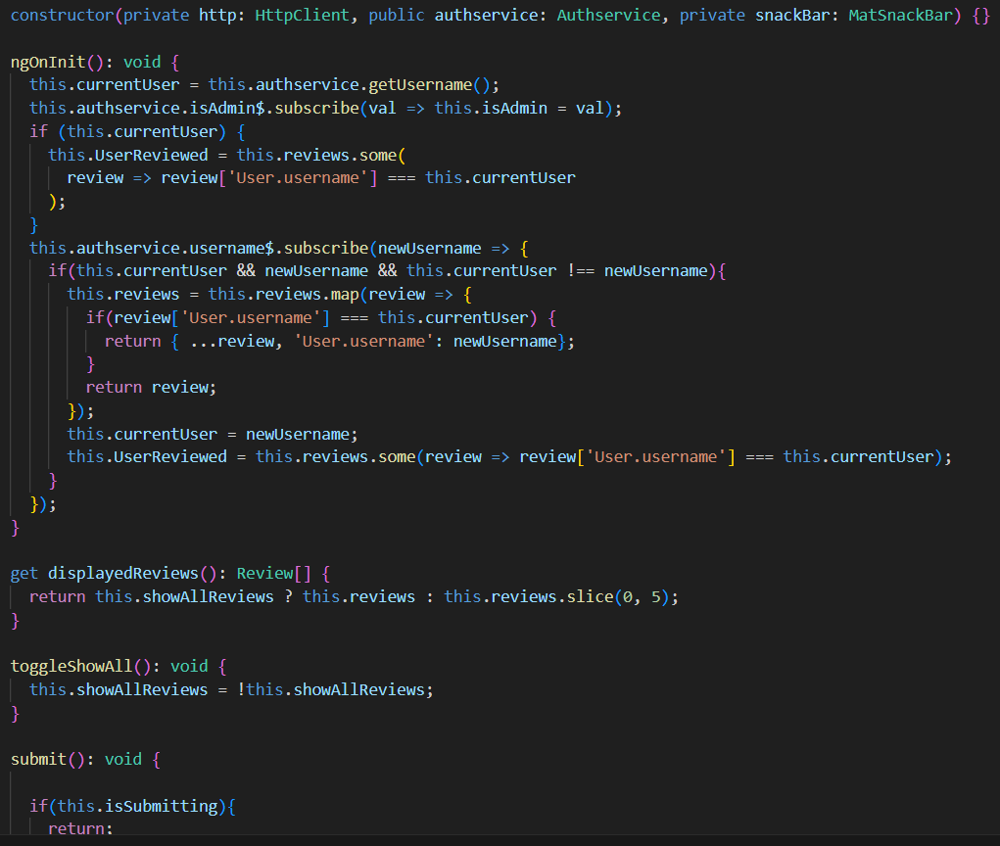 constructor(private http: HttpClient, public authservice: Authservice, private snackBar: MatSnackBar) {}

ngOnInit(): void {
  this.currentUser = this.authservice.getUsername();
  this.authservice.isAdmin$.subscribe(val => this.isAdmin = val);
  if (this.currentUser) {
    this.UserReviewed = this.reviews.some(
      review => review['User.username'] === this.currentUser
    );
  }
  this.authservice.username$.subscribe(newUsername => {
    if(this.currentUser && newUsername && this.currentUser !== newUsername){
      this.reviews = this.reviews.map(review => {
        if(review['User.username'] === this.currentUser) {
          return { ...review, 'User.username': newUsername};
        }
        return review;
      });
      this.currentUser = newUsername;
      this.UserReviewed = this.reviews.some(review => review['User.username'] === this.currentUser);
    }
  });
}

get displayedReviews(): Review[] {
  return this.showAllReviews ? this.reviews : this.reviews.slice(0, 5);
}

toggleShowAll(): void {
  this.showAllReviews = !this.showAllReviews;
}

submit(): void {

  if(this.isSubmitting){
    return;